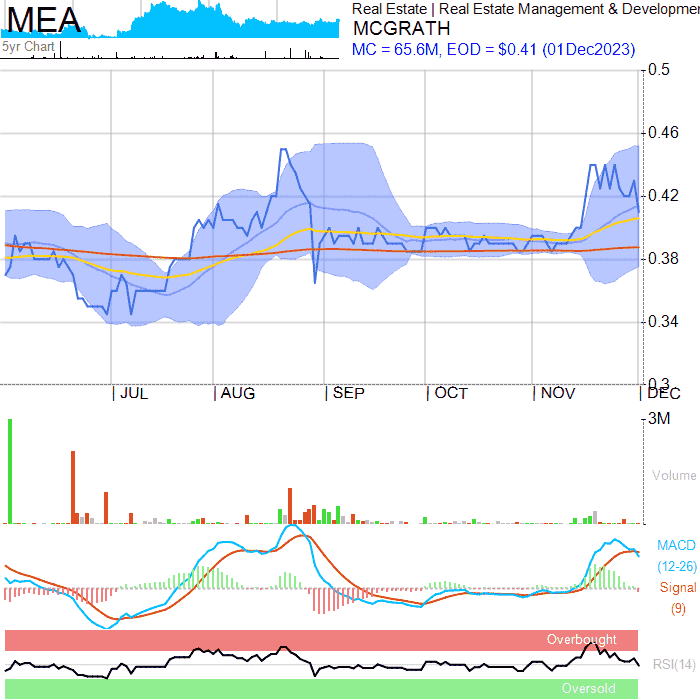 MEA
Real Estate | Real Estate Management & Developmen
MCGRATH
5yr Chart
MC = 65.6M, EOD = $0.41 (01Dec2023)
0.5
0.46
0.42
0.38
0.34
0.3
JUL AUG SEP OCT NOV DEC
3M
Volume
MACD
(12-26)
Signal
(9)
Overbought
RSI(14)
Oversold